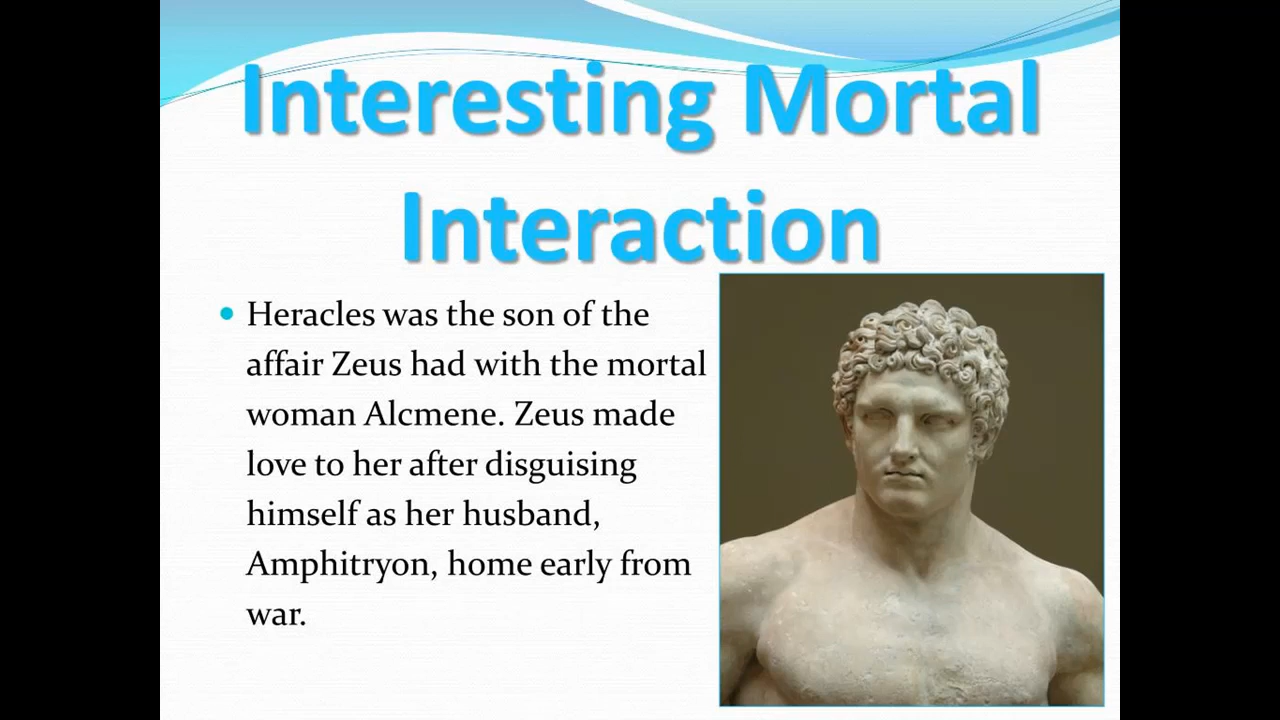 Interesting Mortal
Interaction
• Heracles was the son of the
affair Zeus had with the mortal
woman Alcmene. Zeus made
love to her after disguising
himself as her husband,
Amphitryon, home early from
war.